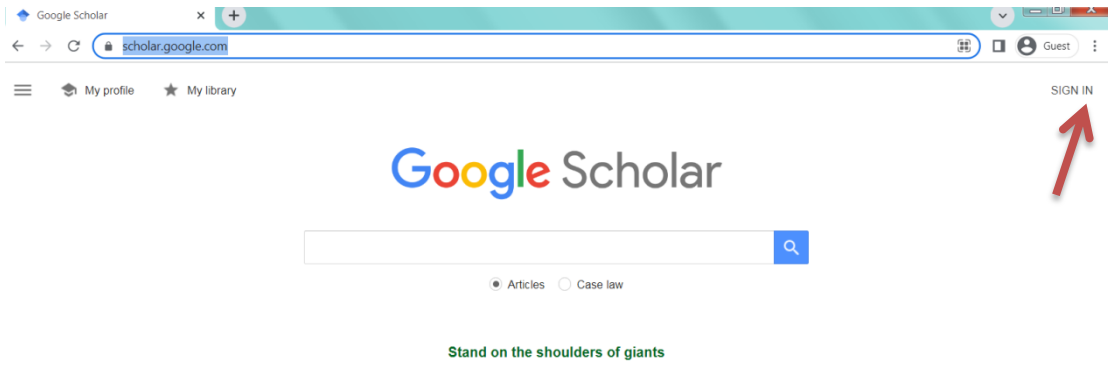 Google Scholar
scholar.google.com
Guest
My profile My library SIGN IN
Google Scholar
Articles Case law
Stand on the shoulders of giants